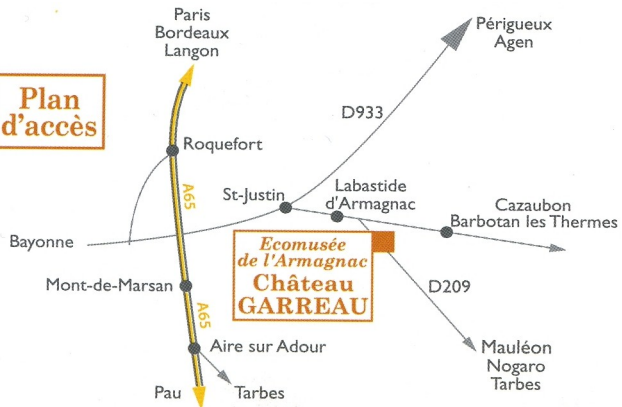 Paris
Bordeaux
Langon
Périgueux
Agen
Plan
d'accès
D933
Roquefort
A65
St-Justin
Labastide
d'Armagnac
Cazaubon
Barbotan les Thermes
Bayonne
Ecomusée
de l'Armagnac
Château
GARREAU
Mont-de-Marsan
D209
A65
Aire sur Adour
Mauléon
Nogaro
Tarbes
Pau
Tarbes